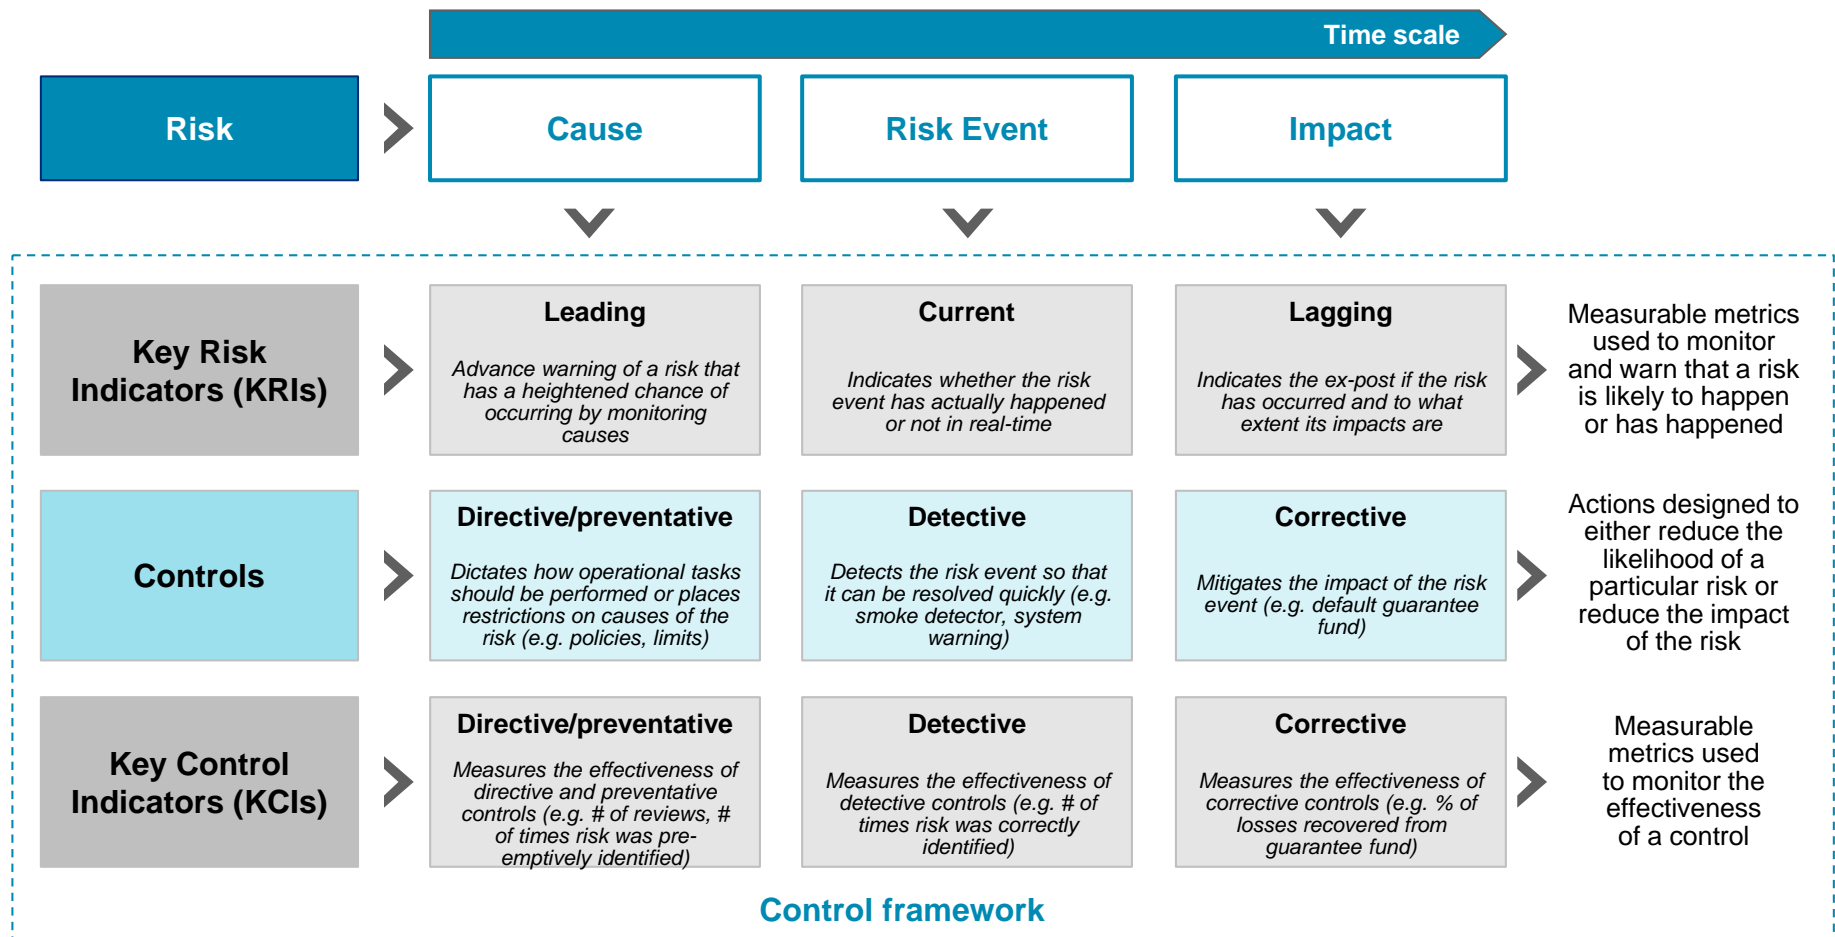 Time scale
Risk
Cause
Risk Event
Impact
Key Risk
Indicators (KRIs)
Leading
Advance warning of a risk that
has a heightened chance of
occurring by monitoring
causes
Current
Indicates whether the risk
event has actually happened
or not in real-time
Lagging
Indicates the ex-post if the risk
has occurred and to what
extent its impacts are
Measurable metrics
used to monitor
and warn that a risk
is likely to happen
or has happened
Controls
Directive/preventative
Dictates how operational tasks
should be performed or places
restrictions on causes of the
risk (e.g. policies, limits)
Detective
Detects the risk event so that
it can be resolved quickly (e.g.
smoke detector, system
warning)
Corrective
Mitigates the impact of the risk
event (e.g. default guarantee
fund)
Actions designed to
either reduce the
likelihood of a
particular risk or
reduce the impact
of the risk
Key Control
Indicators (KCIs)
Directive/preventative
Measures the effectiveness of
directive and preventative
controls (e.g. # of reviews, #
of times risk was pre-
emptively identified)
Detective
Measures the effectiveness of
detective controls (e.g. # of
times risk was correctly
identified)
Corrective
Measures the effectiveness of
corrective controls (e.g. % of
losses recovered from
guarantee fund)
Measurable
metrics used
to monitor the
effectiveness
of a control
Control framework